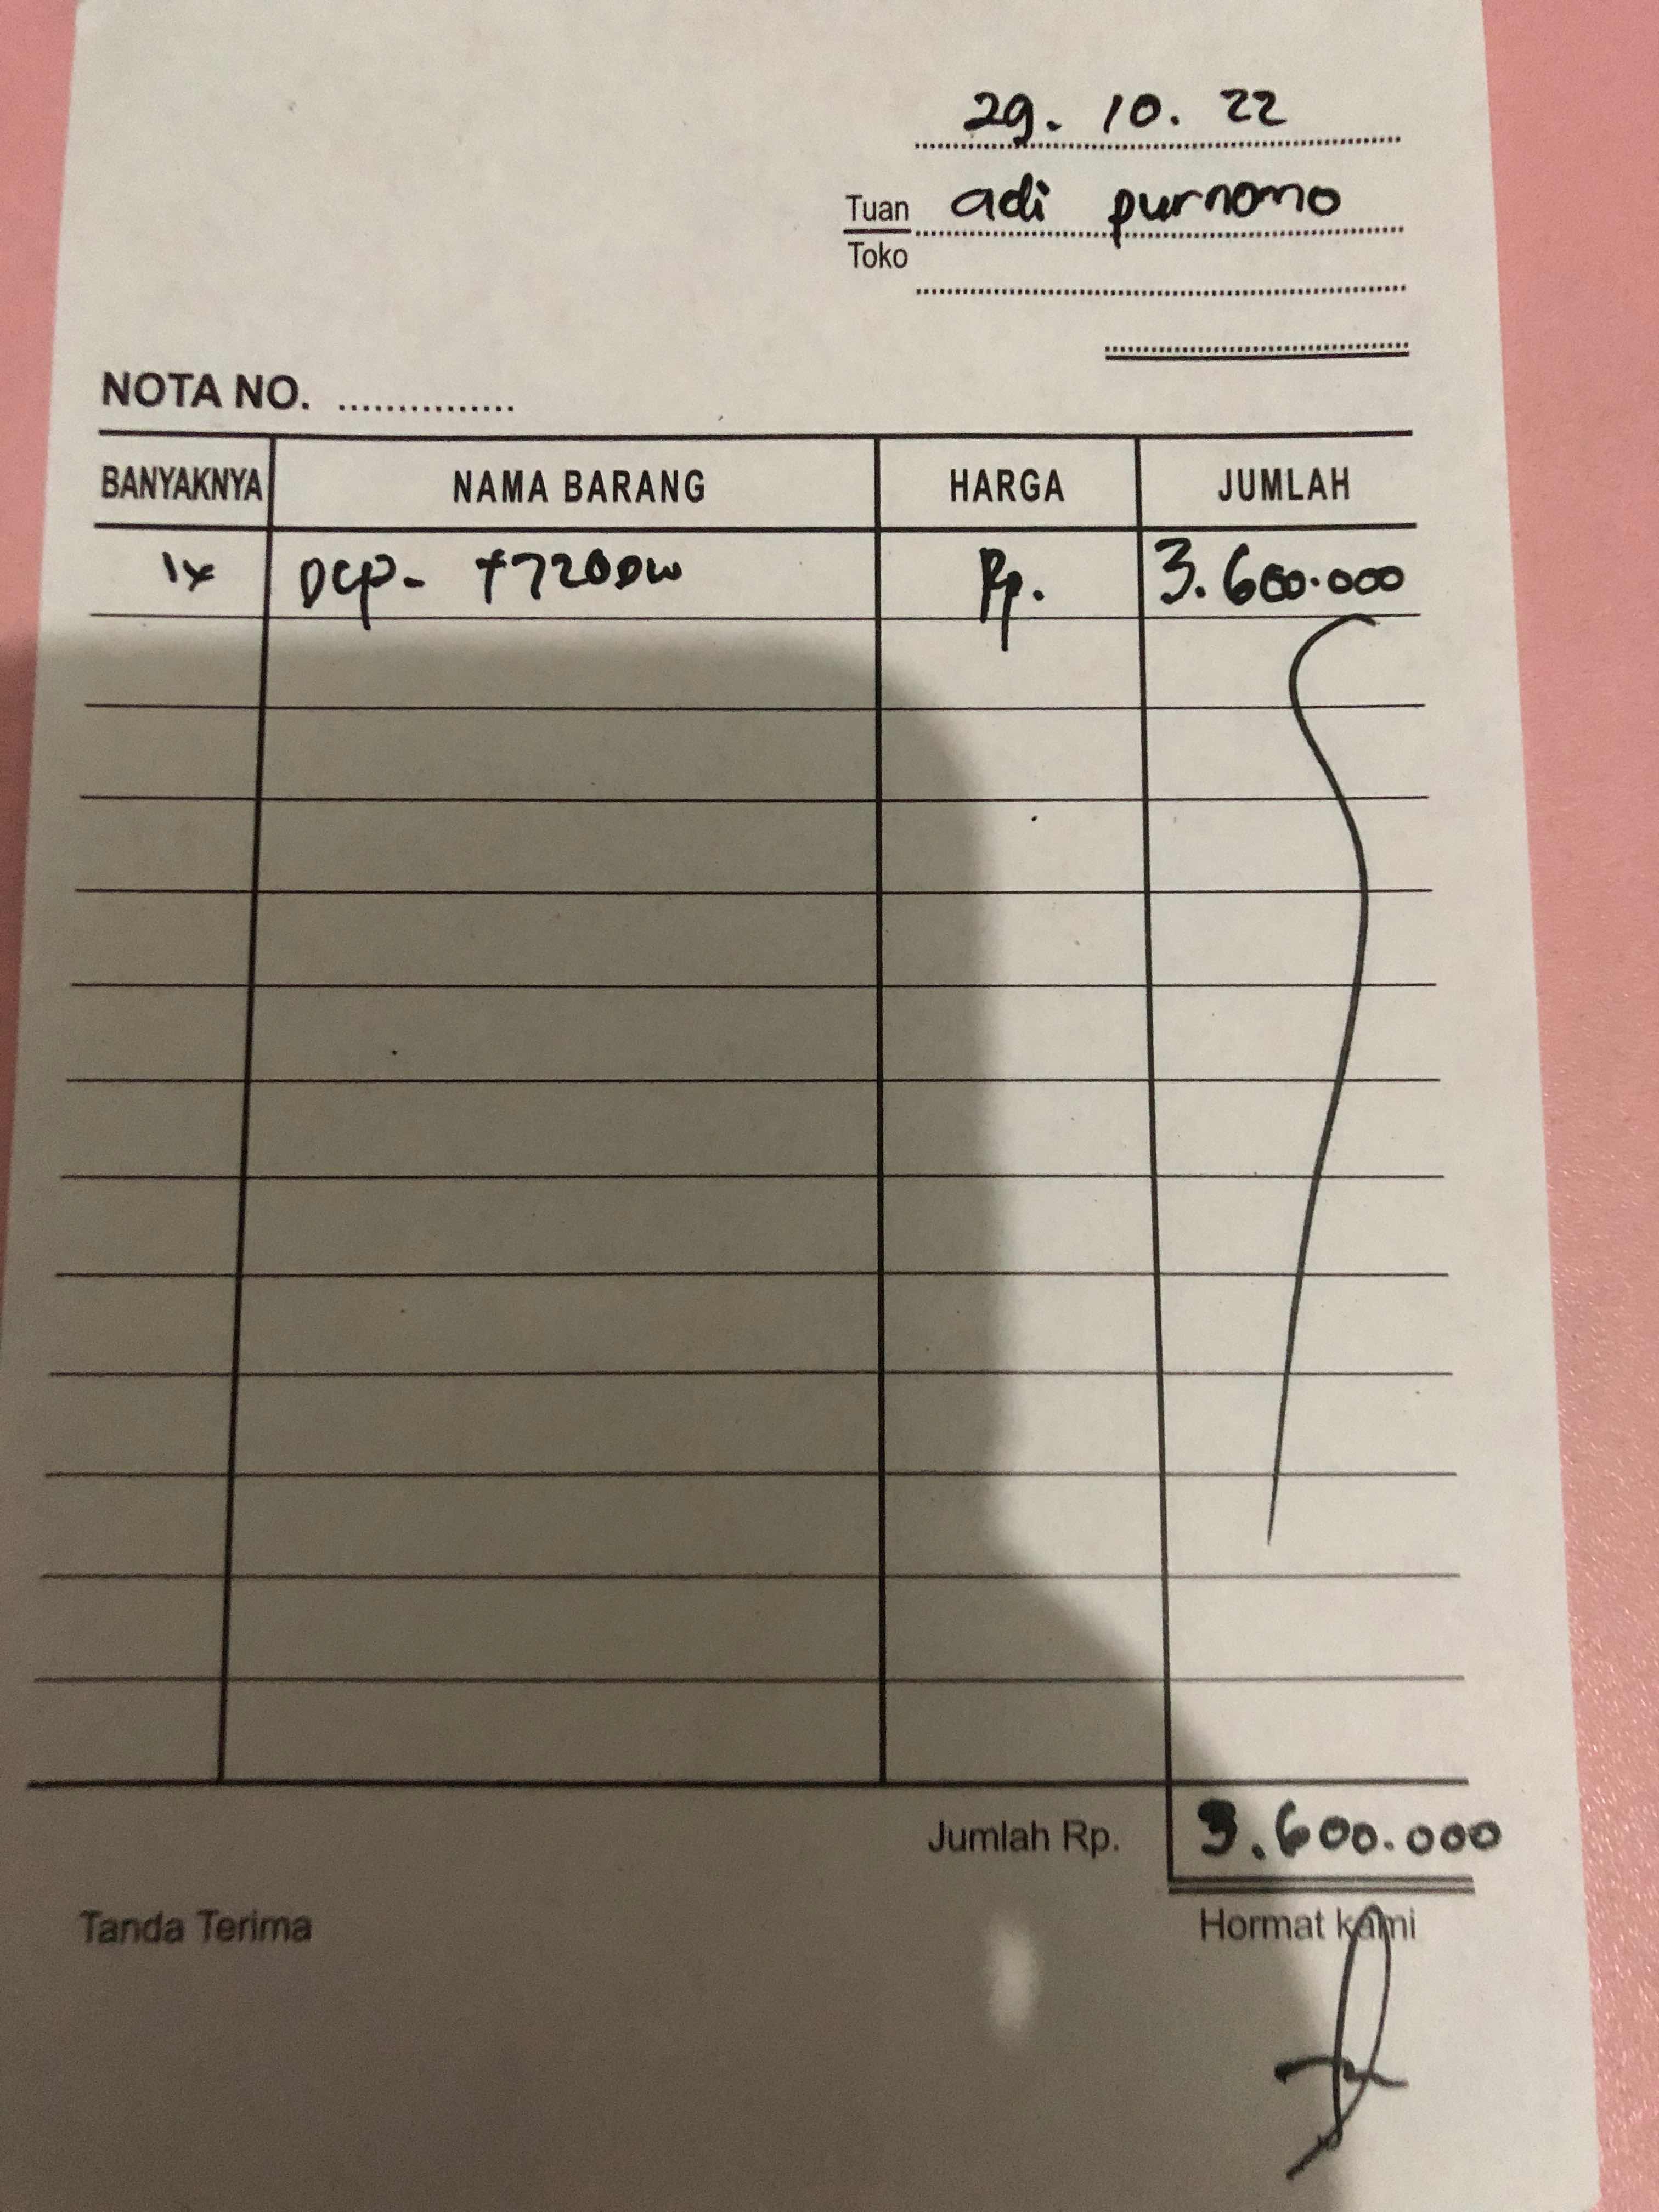 29. 10. 22
Tuan adi purnomo
Toko
NOTA NO. ...............
BANYAKNYA NAMA BARANG HARGA JUMLAH
1x DCP- T720DW Rp. 3.600.000
Jumlah Rp. 3.600.000
Tanda Terima Hormat kami